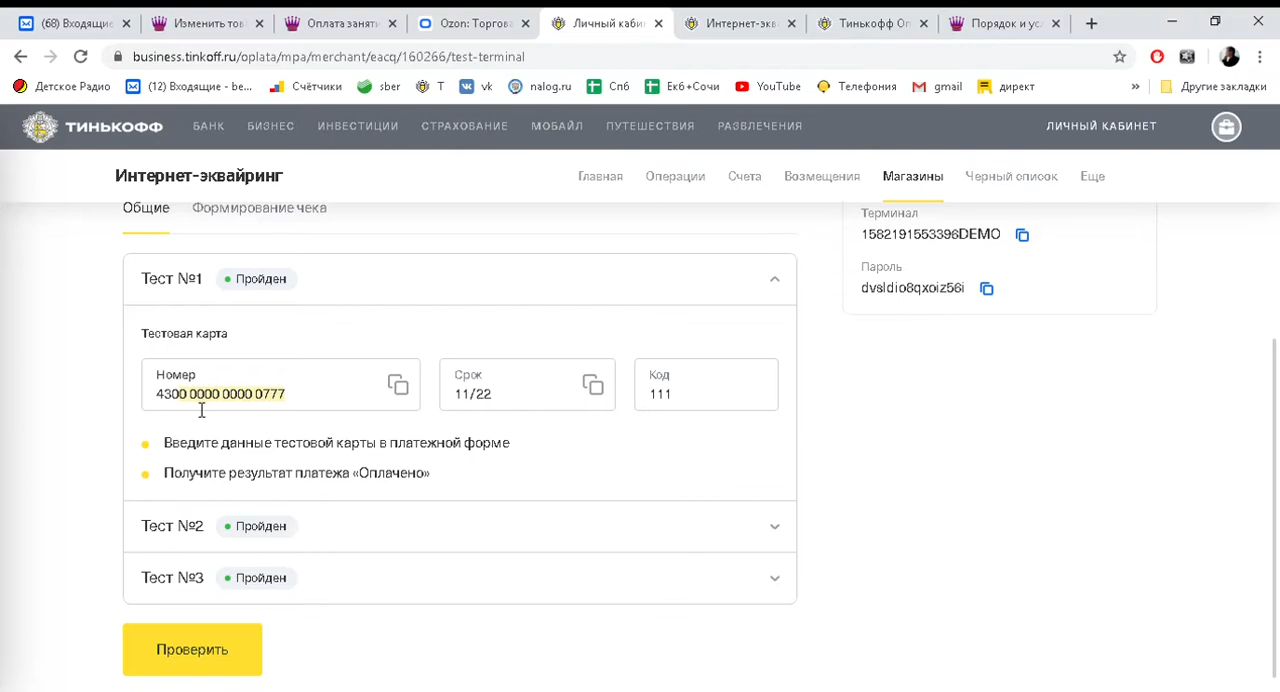 (68) Входящие
Изменить тов
Оплата заняти
Ozon: Торгова
Личный каби
Интернет-экв
Тинькофф Оп
Порядок и ус
business.tinkoff.ru/oplata/mpa/merchant/eacq/160266/test-terminal
Детское Радио
(12) Входящие - be...
Счётчики
sber
T
vk
nalog.ru
Спб
Екб+Сочи
YouTube
Телефония
gmail
директ
»
Другие закладки
ТИНЬКОФФ
БАНК
БИЗНЕС
ИНВЕСТИЦИИ
СТРАХОВАНИЕ
МОБАЙЛ
ПУТЕШЕСТВИЯ
РАЗВЛЕЧЕНИЯ
ЛИЧНЫЙ КАБИНЕТ
Интернет-эквайринг
Главная
Операции
Счета
Возмещения
Магазины
Черный список
Еще
Общие
Формирование чека
Терминал
1582191553396DEMO
Пароль
dvsldio8qxoiz56i
Тест №1
Пройден
Тестовая карта
Номер
4300 0000 0000 0777
Срок
11/22
Код
111
Введите данные тестовой карты в платежной форме
Получите результат платежа «Оплачено»
Тест №2
Пройден
Тест №3
Пройден
Проверить